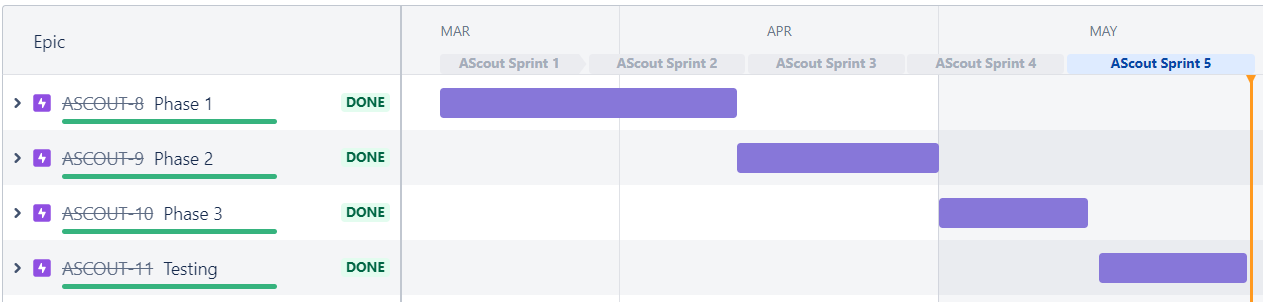 Epic
MAR APR MAY
AScout Sprint 1 AScout Sprint 2 AScout Sprint 3 AScout Sprint 4 AScout Sprint 5
ASCOUT-8 Phase 1 DONE
ASCOUT-9 Phase 2 DONE
ASCOUT-10 Phase 3 DONE
ASCOUT-11 Testing DONE